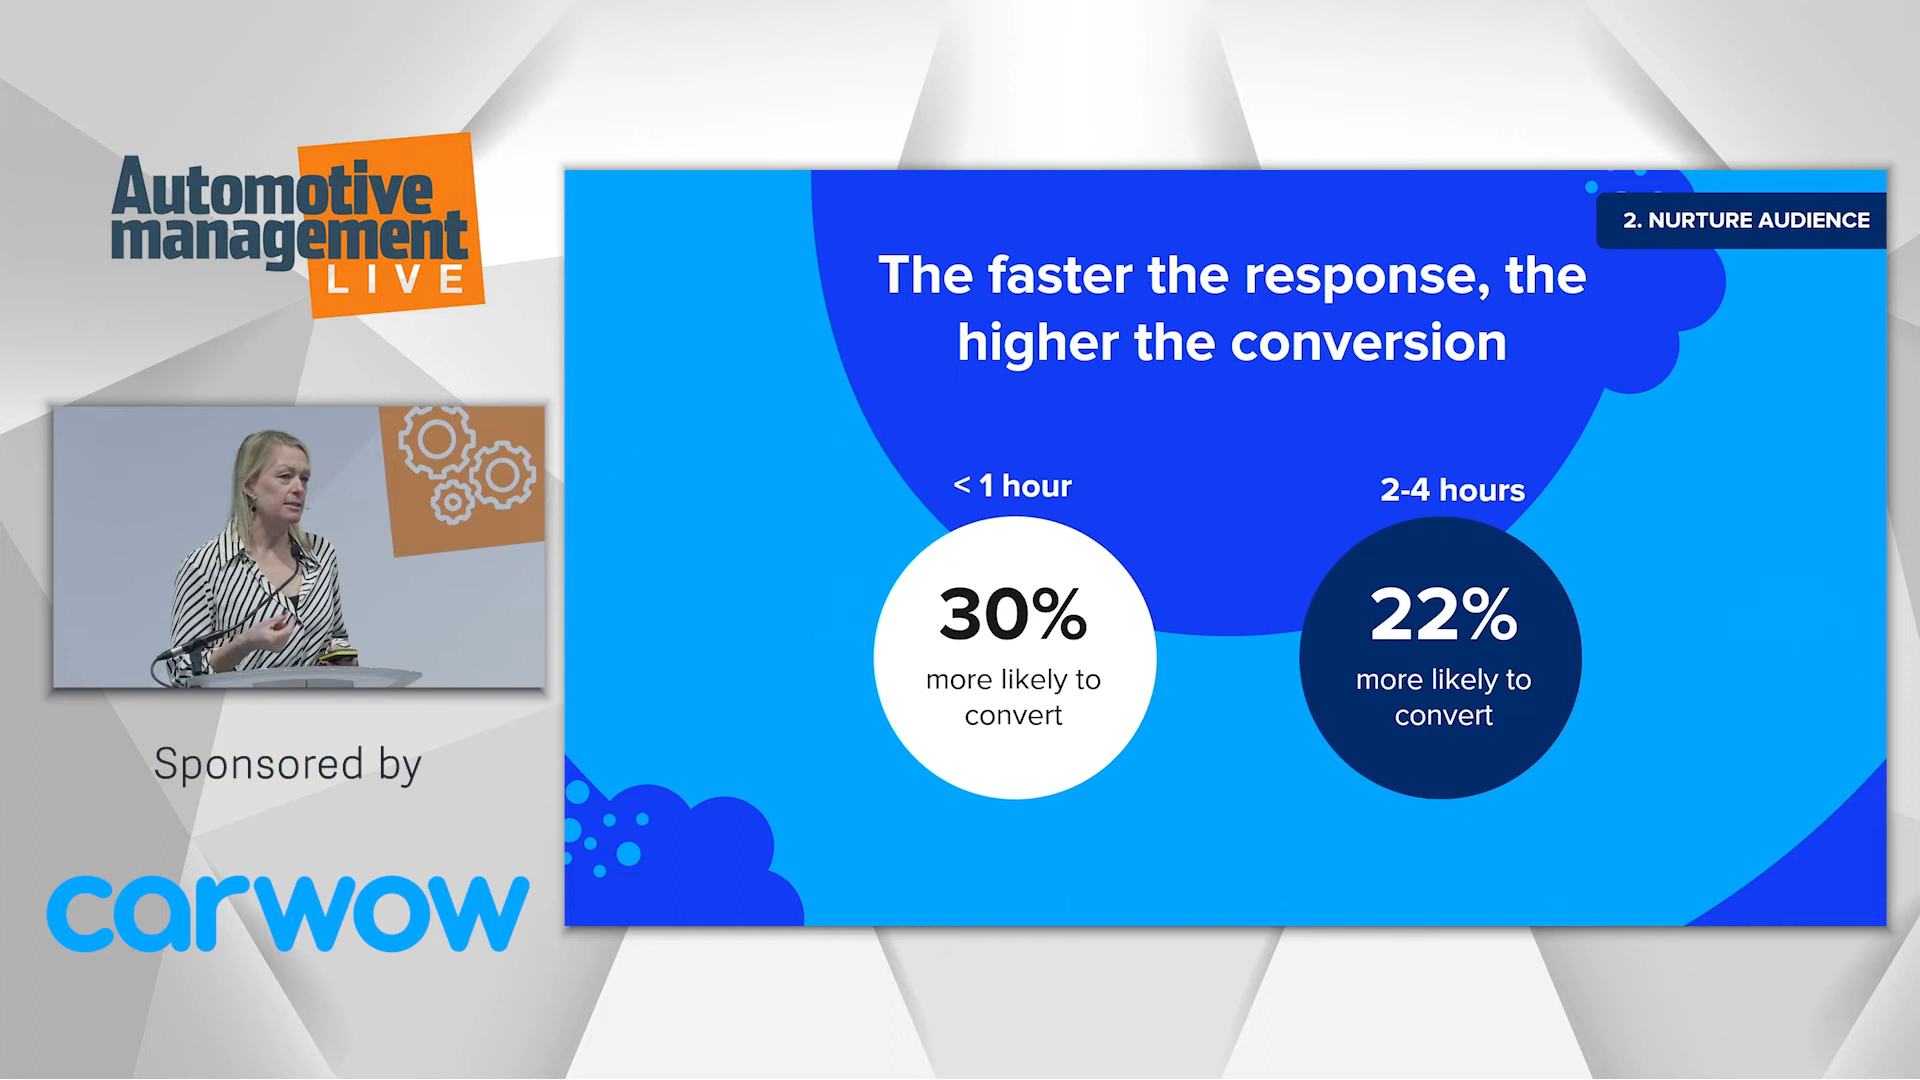 Automotive
management
LIVE
Sponsored by
carwow
2. NURTURE AUDIENCE
The faster the response, the
higher the conversion
< 1 hour
30%
more likely to
convert
2-4 hours
22%
more likely to
convert